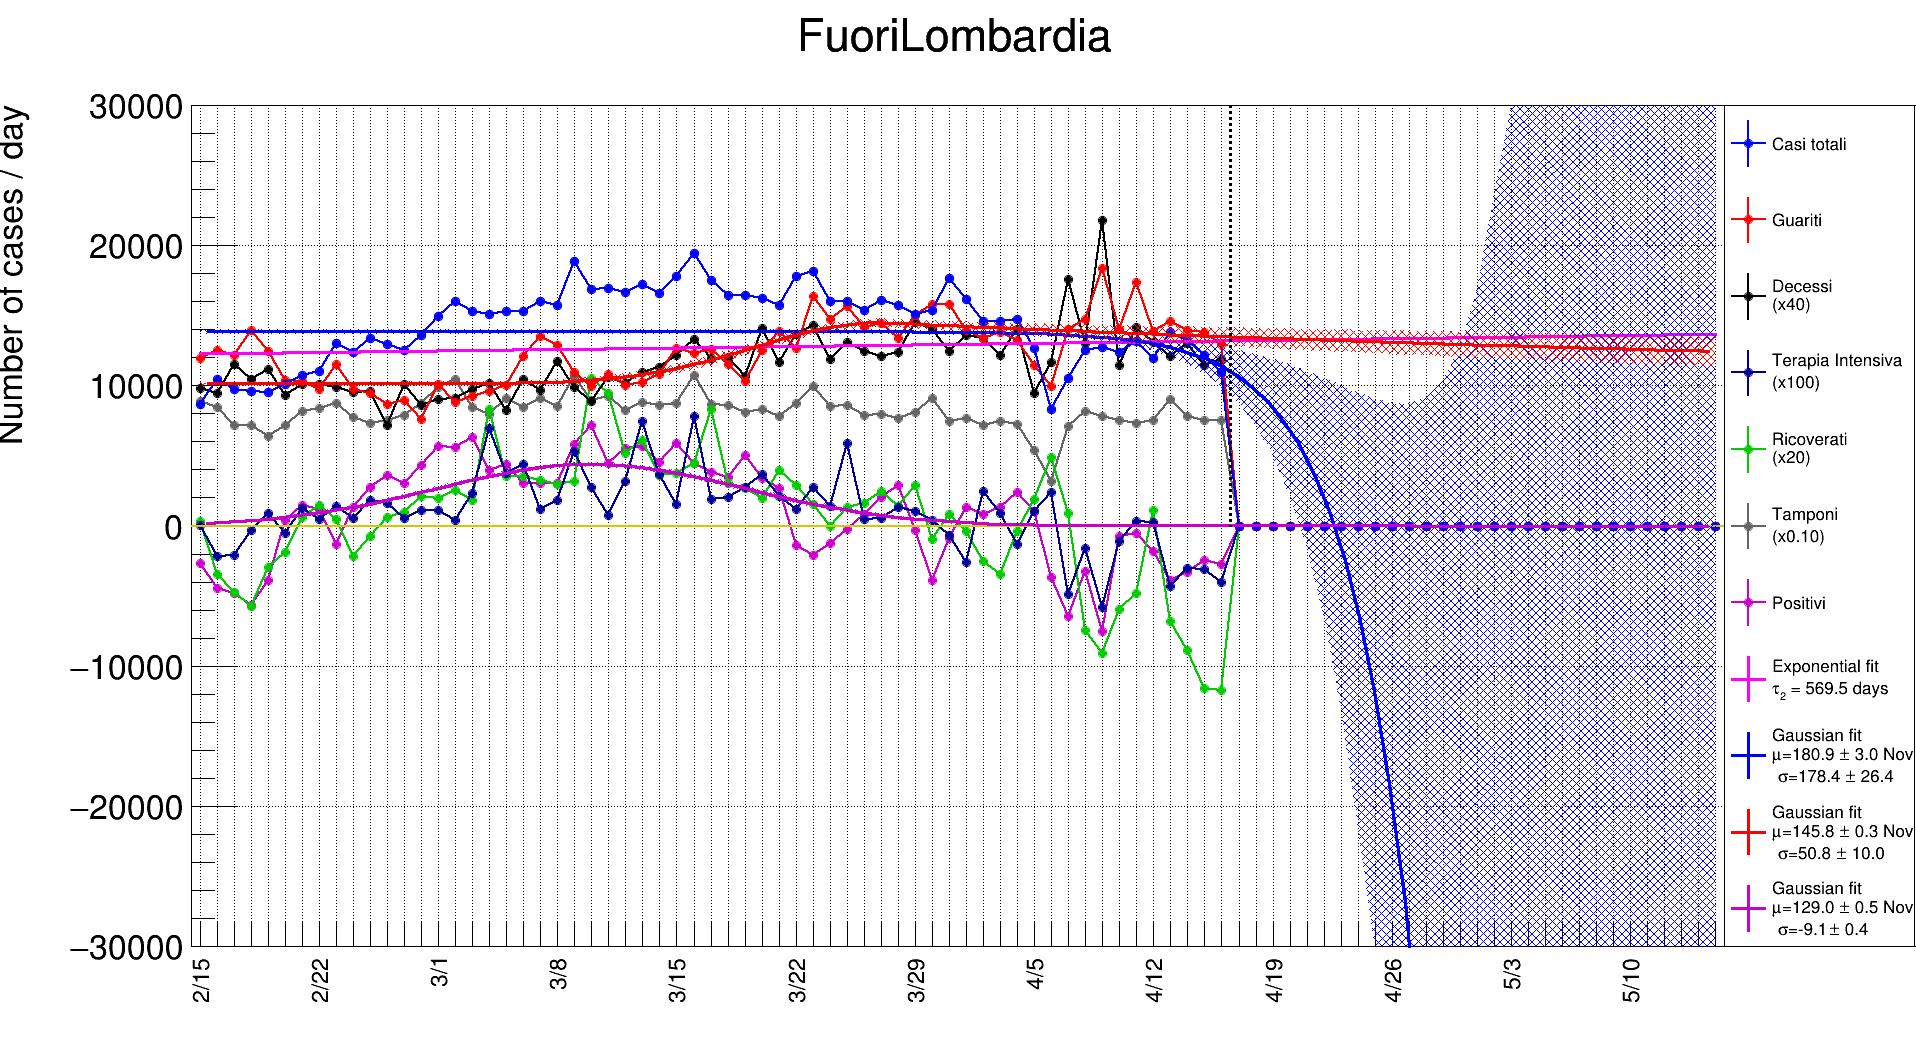 FuoriLombardia
Number of cases / day
30000
20000
10000
0
−10000
−20000
−30000
2/15
2/22
3/1
3/8
3/15
3/22
3/29
4/5
4/12
4/19
4/26
5/3
5/10
Casi totali
Guariti
Decessi
(x40)
Terapia Intensiva
(x100)
Ricoverati
(x20)
Tamponi
(x0.10)
Positivi
Exponential fit
τ2 = 569.5 days
Gaussian fit
μ=180.9 ± 3.0 Nov
σ=178.4 ± 26.4
Gaussian fit
μ=145.8 ± 0.3 Nov
σ=50.8 ± 10.0
Gaussian fit
μ=129.0 ± 0.5 Nov
σ=-9.1 ± 0.4